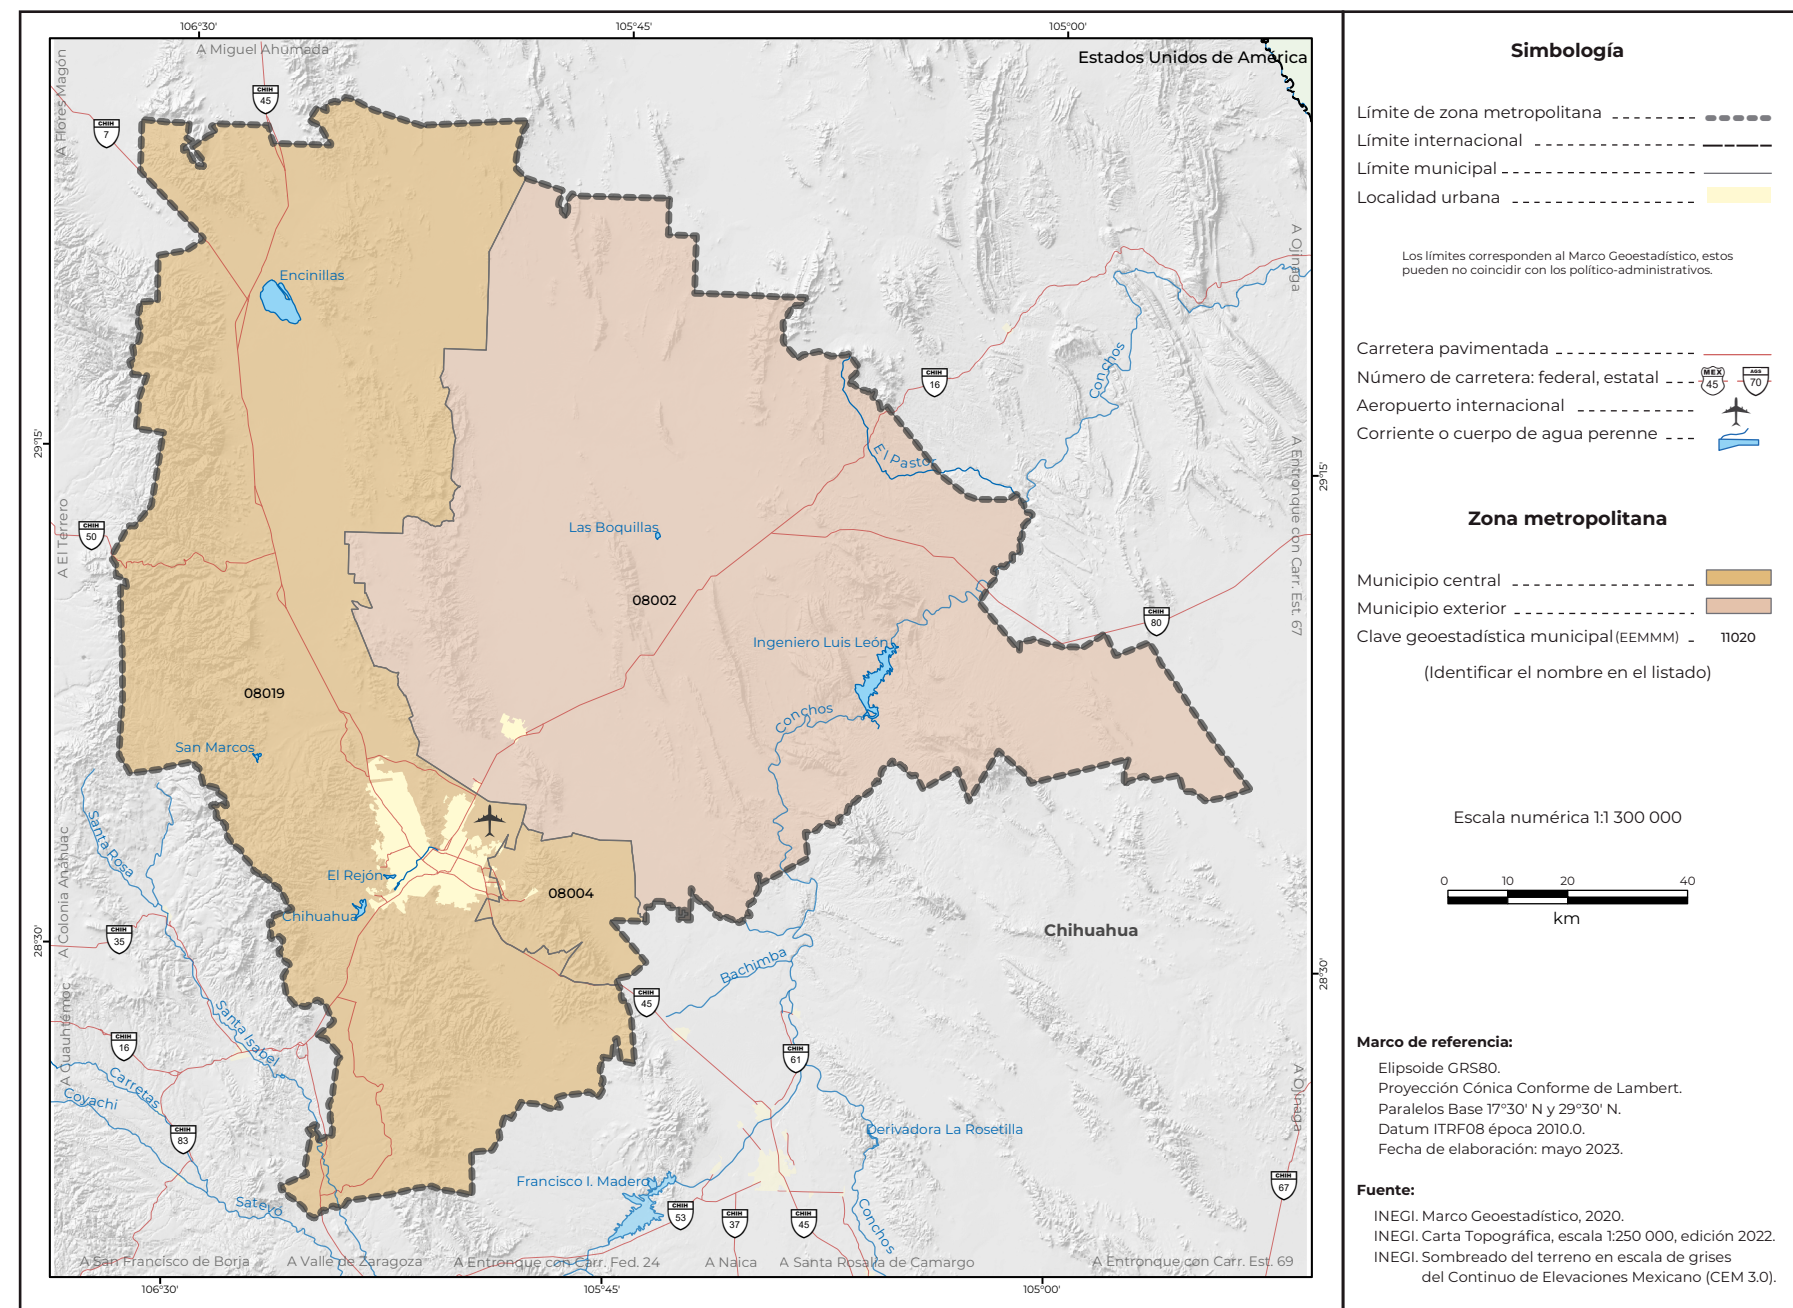 106°30'
105°45'
105°00'
A Miguel Ahumada
Estados Unidos de América
A Flores Magón
CHIH
45
CHIH
7
A Ojinaga
Encinillas
CHIH
16
Conchos
29°15'
29°15'
El Pastor
A Entronque con Carr. Est. 67
A El Terrero
CHIH
50
Las Boquillas
08002
CHIH
80
Ingeniero Luis León
08019
Conchos
San Marcos
Santa Rosa
El Rejón
08004
Chihuahua
A Colonia Anáhuac
CHIH
35
Chihuahua
28°30'
28°30'
Bachimba
CHIH
45
A Cuauhtémoc
Santa Isabel
CHIH
16
CHIH
61
Carretas
Coyachi
A Ojinaga
CHIH
83
Derivadora La Rosetilla
Francisco I. Madero
CHIH
67
Satevo
CHIH
53
CHIH
37
CHIH
45
Conchos
A San Francisco de Borja
A Valle de Zaragoza
A Entronque con Carr. Fed. 24
A Naica
A Santa Rosalía de Camargo
A Entronque con Carr. Est. 69
106°30'
105°45'
105°00'
Simbología
Límite de zona metropolitana
Límite internacional
Límite municipal
Localidad urbana
Los límites corresponden al Marco Geoestadístico, estos
pueden no coincidir con los político-administrativos.
Carretera pavimentada
Número de carretera: federal, estatal
MEX
45
AGS
70
Aeropuerto internacional
Corriente o cuerpo de agua perenne
Zona metropolitana
Municipio central
Municipio exterior
Clave geoestadística municipal (EEMMM) 11020
(Identificar el nombre en el listado)
Escala numérica 1:1 300 000
0 10 20 40
km
Marco de referencia:
Elipsoide GRS80.
Proyección Cónica Conforme de Lambert.
Paralelos Base 17°30' N y 29°30' N.
Datum ITRF08 época 2010.0.
Fecha de elaboración: mayo 2023.
Fuente:
INEGI. Marco Geoestadístico, 2020.
INEGI. Carta Topográfica, escala 1:250 000, edición 2022.
INEGI. Sombreado del terreno en escala de grises
del Continuo de Elevaciones Mexicano (CEM 3.0).